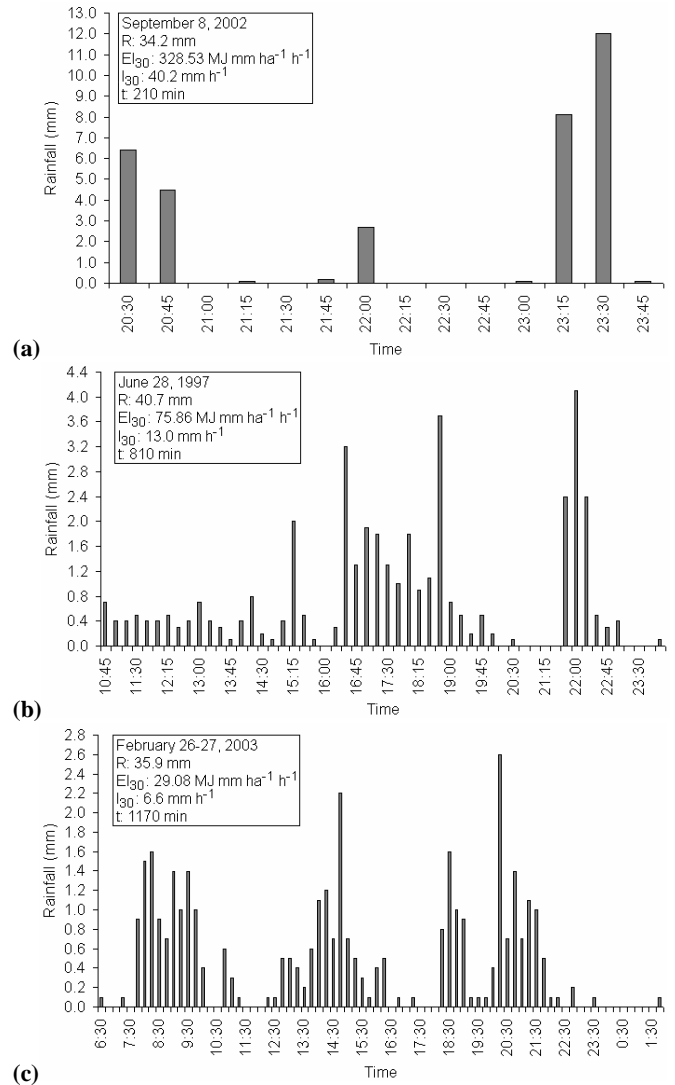 September 8, 2002
R: 34.2 mm
EI30: 328.53 MJ mm ha-1 h-1
I30: 40.2 mm h-1
t: 210 min
Rainfall (mm)
13.0
12.0
11.0
10.0
9.0
8.0
7.0
6.0
5.0
4.0
3.0
2.0
1.0
0.0
20:30 20:45 21:00 21:15 21:30 21:45 22:00 22:15 22:30 22:45 23:00 23:15 23:30 23:45
Time
(a)
June 28, 1997
R: 40.7 mm
EI30: 75.86 MJ mm ha-1 h-1
I30: 13.0 mm h-1
t: 810 min
Rainfall (mm)
4.4
4.0
3.6
3.2
2.8
2.4
2.0
1.6
1.2
0.8
0.4
0.0
10:45 11:30 12:15 13:00 13:45 14:30 15:15 16:00 16:45 17:30 18:15 19:00 19:45 20:30 21:15 22:00 22:45 23:30
Time
(b)
February 26-27, 2003
R: 35.9 mm
EI30: 29.08 MJ mm ha-1 h-1
I30: 6.6 mm h-1
t: 1170 min
Rainfall (mm)
2.8
2.6
2.4
2.2
2.0
1.8
1.6
1.4
1.2
1.0
0.8
0.6
0.4
0.2
0.0
6:30 7:30 8:30 9:30 10:30 11:30 12:30 13:30 14:30 15:30 16:30 17:30 18:30 19:30 20:30 21:30 22:30 23:30 0:30 1:30
Time
(c)